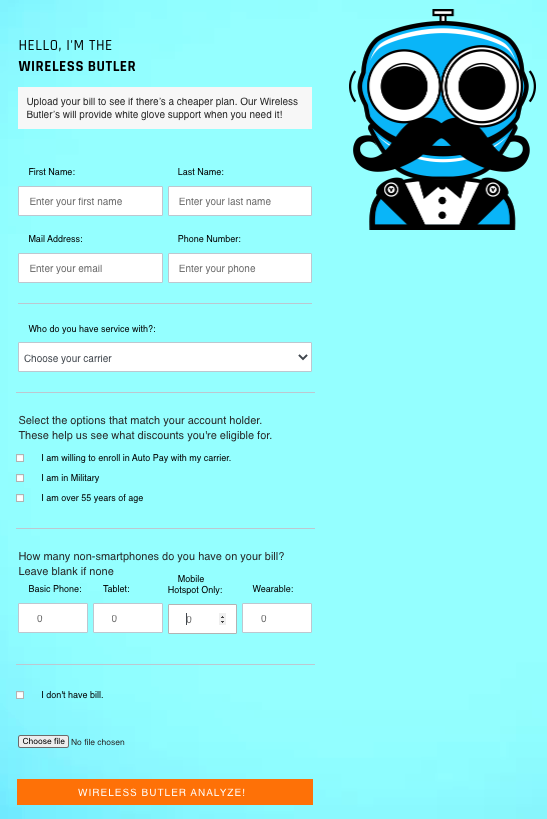 HELLO, I'M THE
WIRELESS BUTLER
Upload your bill to see if there's a cheaper plan. Our Wireless
Butler's will provide white glove support when you need it!
First Name: Last Name:
Enter your first name Enter your last name
Mail Address: Phone Number:
Enter your email Enter your phone
Who do you have service with?:
Choose your carrier
Select the options that match your account holder.
These help us see what discounts you're eligible for.
I am willing to enroll in Auto Pay with my carrier.
I am in Military
I am over 55 years of age
How many non-smartphones do you have on your bill?
Leave blank if none
Basic Phone: Tablet: Mobile Hotspot Only: Wearable:
0 0 0 0
I don't have bill.
Choose file No file chosen
WIRELESS BUTLER ANALYZE!